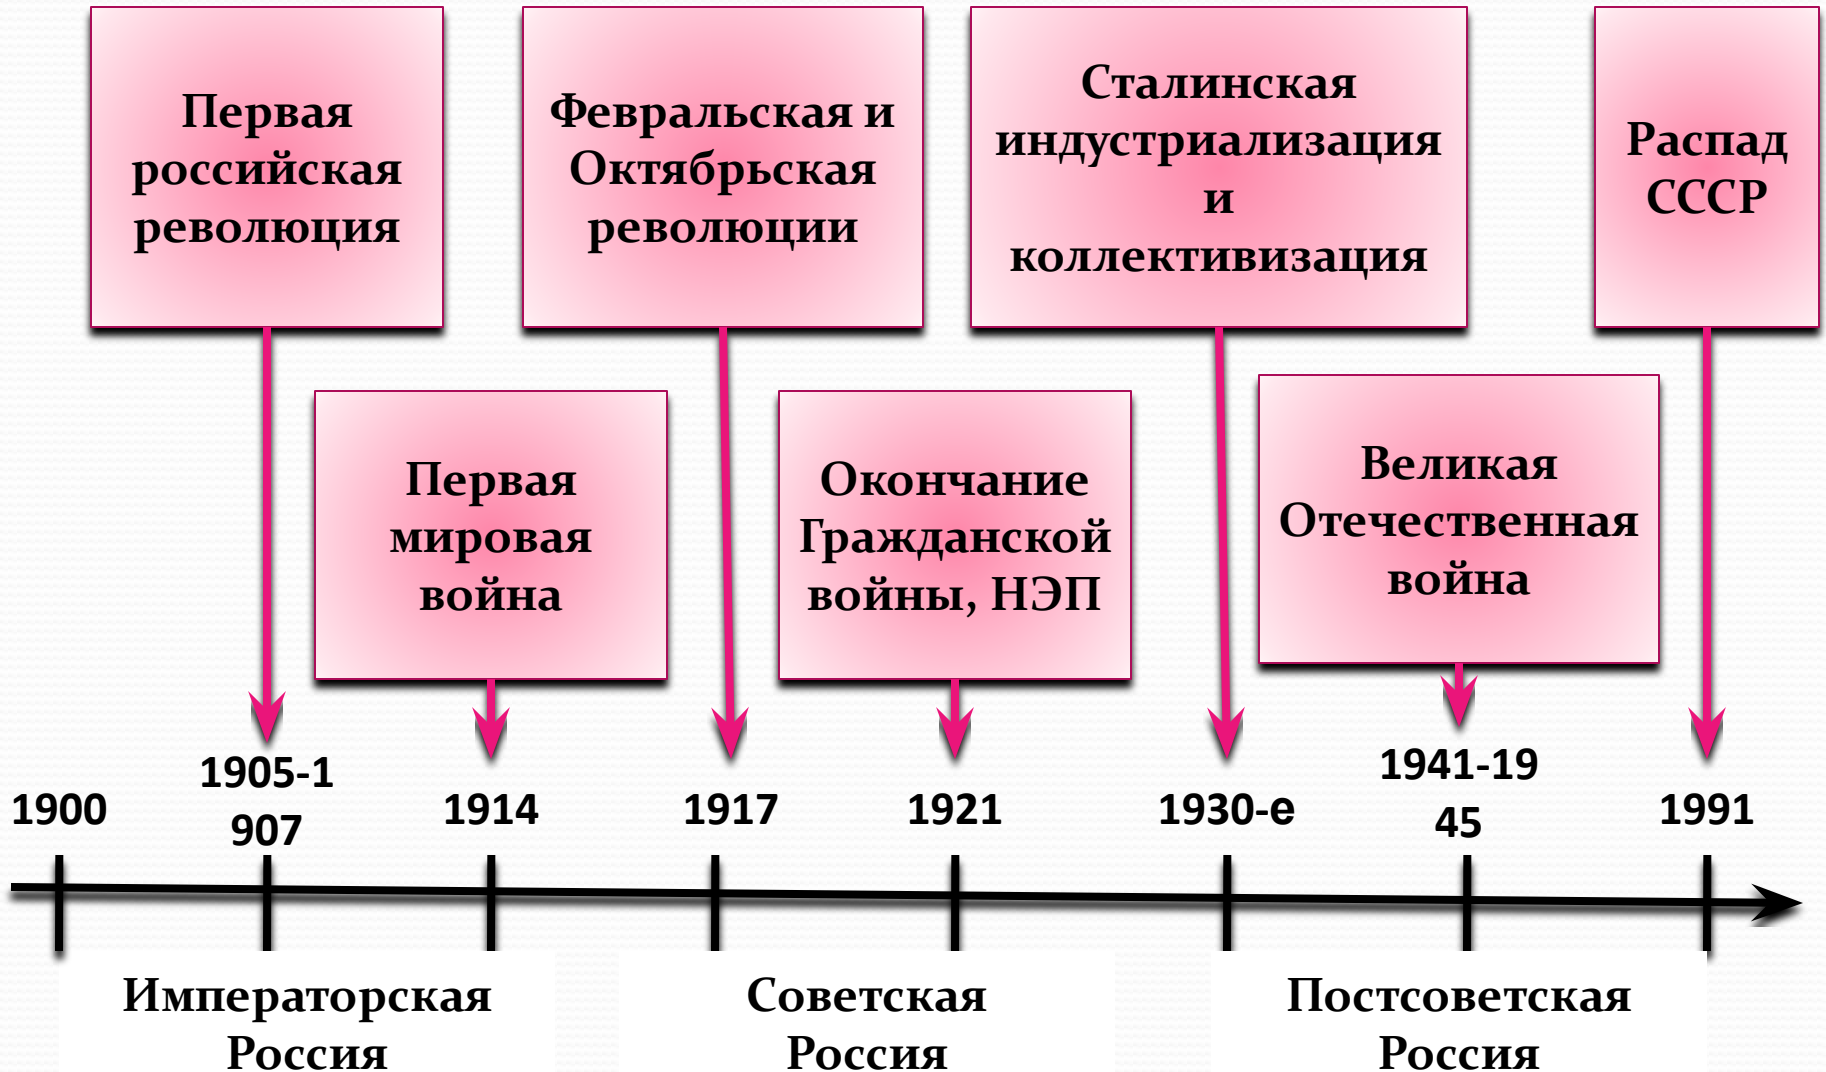 Первая
российская
революция
Февральская и
Октябрьская
революции
Сталинская
индустриализация
и
коллективизация
Распад
СССР
Первая
мировая
война
Окончание
Гражданской
войны, НЭП
Великая
Отечественная
война
1900
1905-1
907
1914
1917
1921
1930-е
1941-19
45
1991
Императорская
Россия
Советская
Россия
Постсоветская
Россия